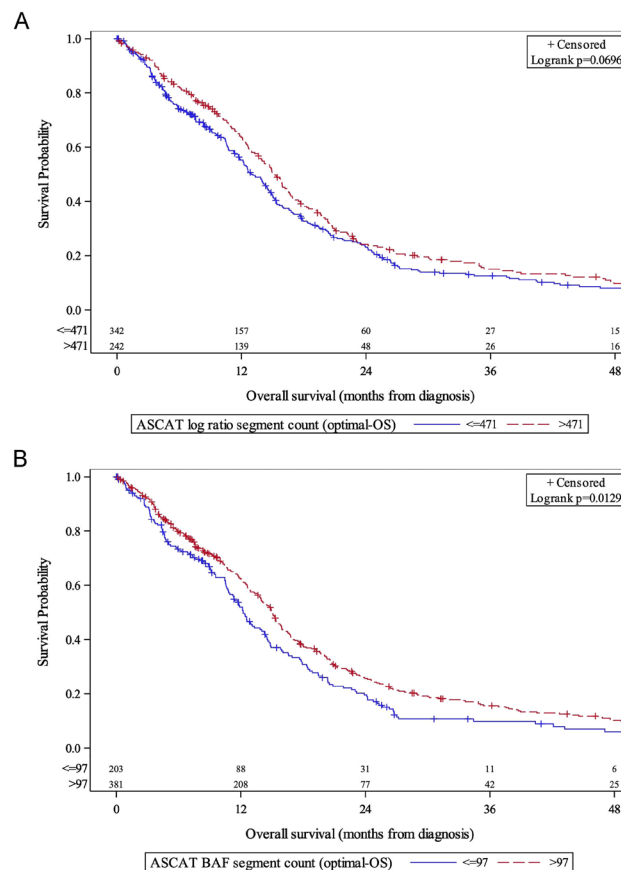 A
1.0
+ Censored
Logrank p=0.0696
0.8
0.6
Survival Probability
0.4
0.2
0.0
<=471 342 157 60 27 15
>471 242 139 48 26 16
0 12 24 36 48
Overall survival (months from diagnosis)
ASCAT log ratio segment count (optimal-OS) <=471 >471
B
1.0
+ Censored
Logrank p=0.0129
0.8
0.6
Survival Probability
0.4
0.2
0.0
<=97 203 88 31 11 6
>97 381 208 77 42 25
0 12 24 36 48
Overall survival (months from diagnosis)
ASCAT BAF segment count (optimal-OS) <=97 >97